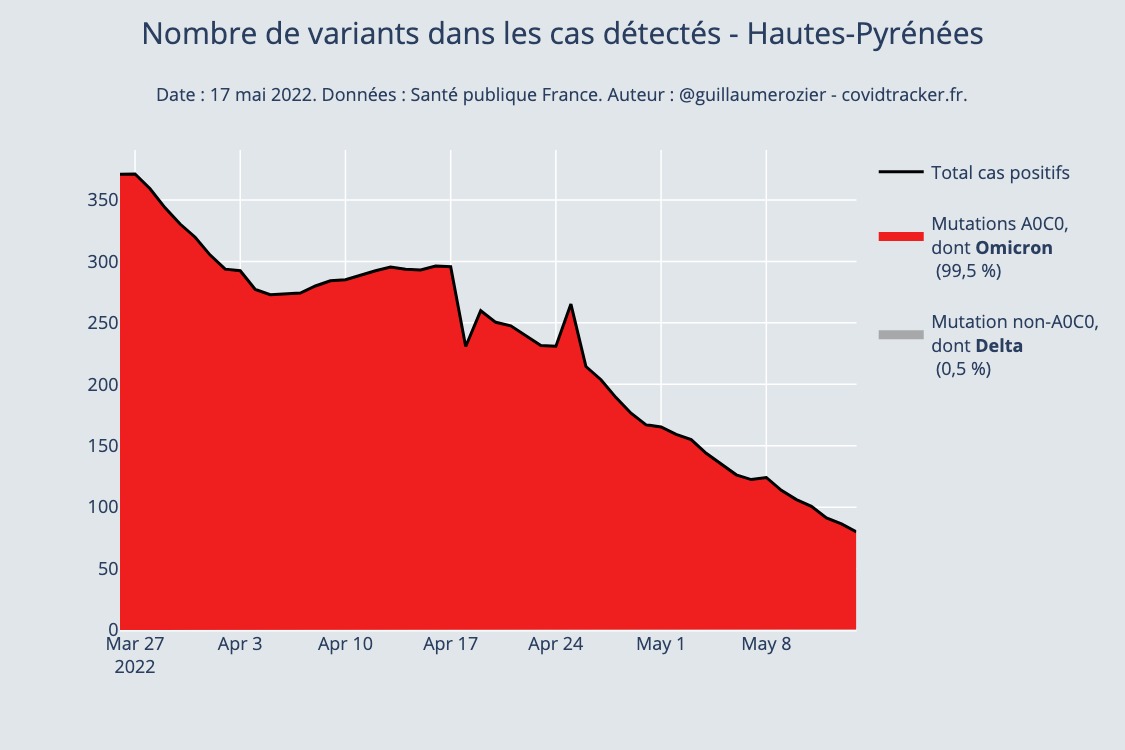 Nombre de variants dans les cas détectés - Hautes-Pyrénées
Date : 17 mai 2022. Données : Santé publique France. Auteur : @guillaumerozier - covidtracker.fr.
Total cas positifs
Mutations A0C0,
dont Omicron
(99,5 %)
Mutation non-A0C0,
dont Delta
(0,5 %)
350
300
250
200
150
100
50
0
Mar 27
2022
Apr 3
Apr 10
Apr 17
Apr 24
May 1
May 8